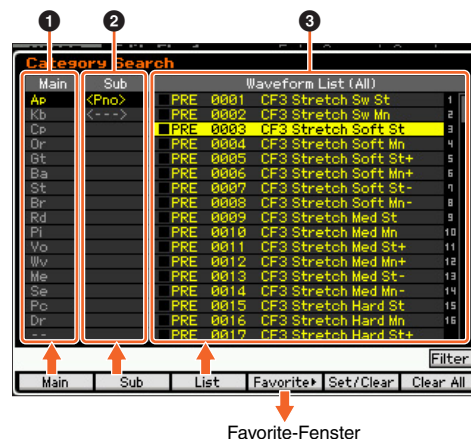 1 2 3
Category Search
Main Sub Waveform List (All)
Ap <Pno> PRE 0001 CF3 Stretch Sw St 1
Kb <---> PRE 0002 CF3 Stretch Sw Mn 2
Cp PRE 0003 CF3 Stretch Soft St 3
Or PRE 0004 CF3 Stretch Soft Mn 4
Gt PRE 0005 CF3 Stretch Soft St+ 5
Ba PRE 0006 CF3 Stretch Soft Mn+ 6
St PRE 0007 CF3 Stretch Soft St- 7
Br PRE 0008 CF3 Stretch Soft Mn- 8
Rd PRE 0009 CF3 Stretch Med St 9
Pi PRE 0010 CF3 Stretch Med Mn 10
Vo PRE 0011 CF3 Stretch Med St+ 11
Wv PRE 0012 CF3 Stretch Med Mn+ 12
Me PRE 0013 CF3 Stretch Med St- 13
Se PRE 0014 CF3 Stretch Med Mn- 14
Pc PRE 0015 CF3 Stretch Hard St 15
Dr PRE 0016 CF3 Stretch Hard Mn 16
-- PRE 0017 CF3 Stretch Hard St+
Filter
Main Sub List Favorite▸ Set/Clear Clear All
Favorite-Fenster